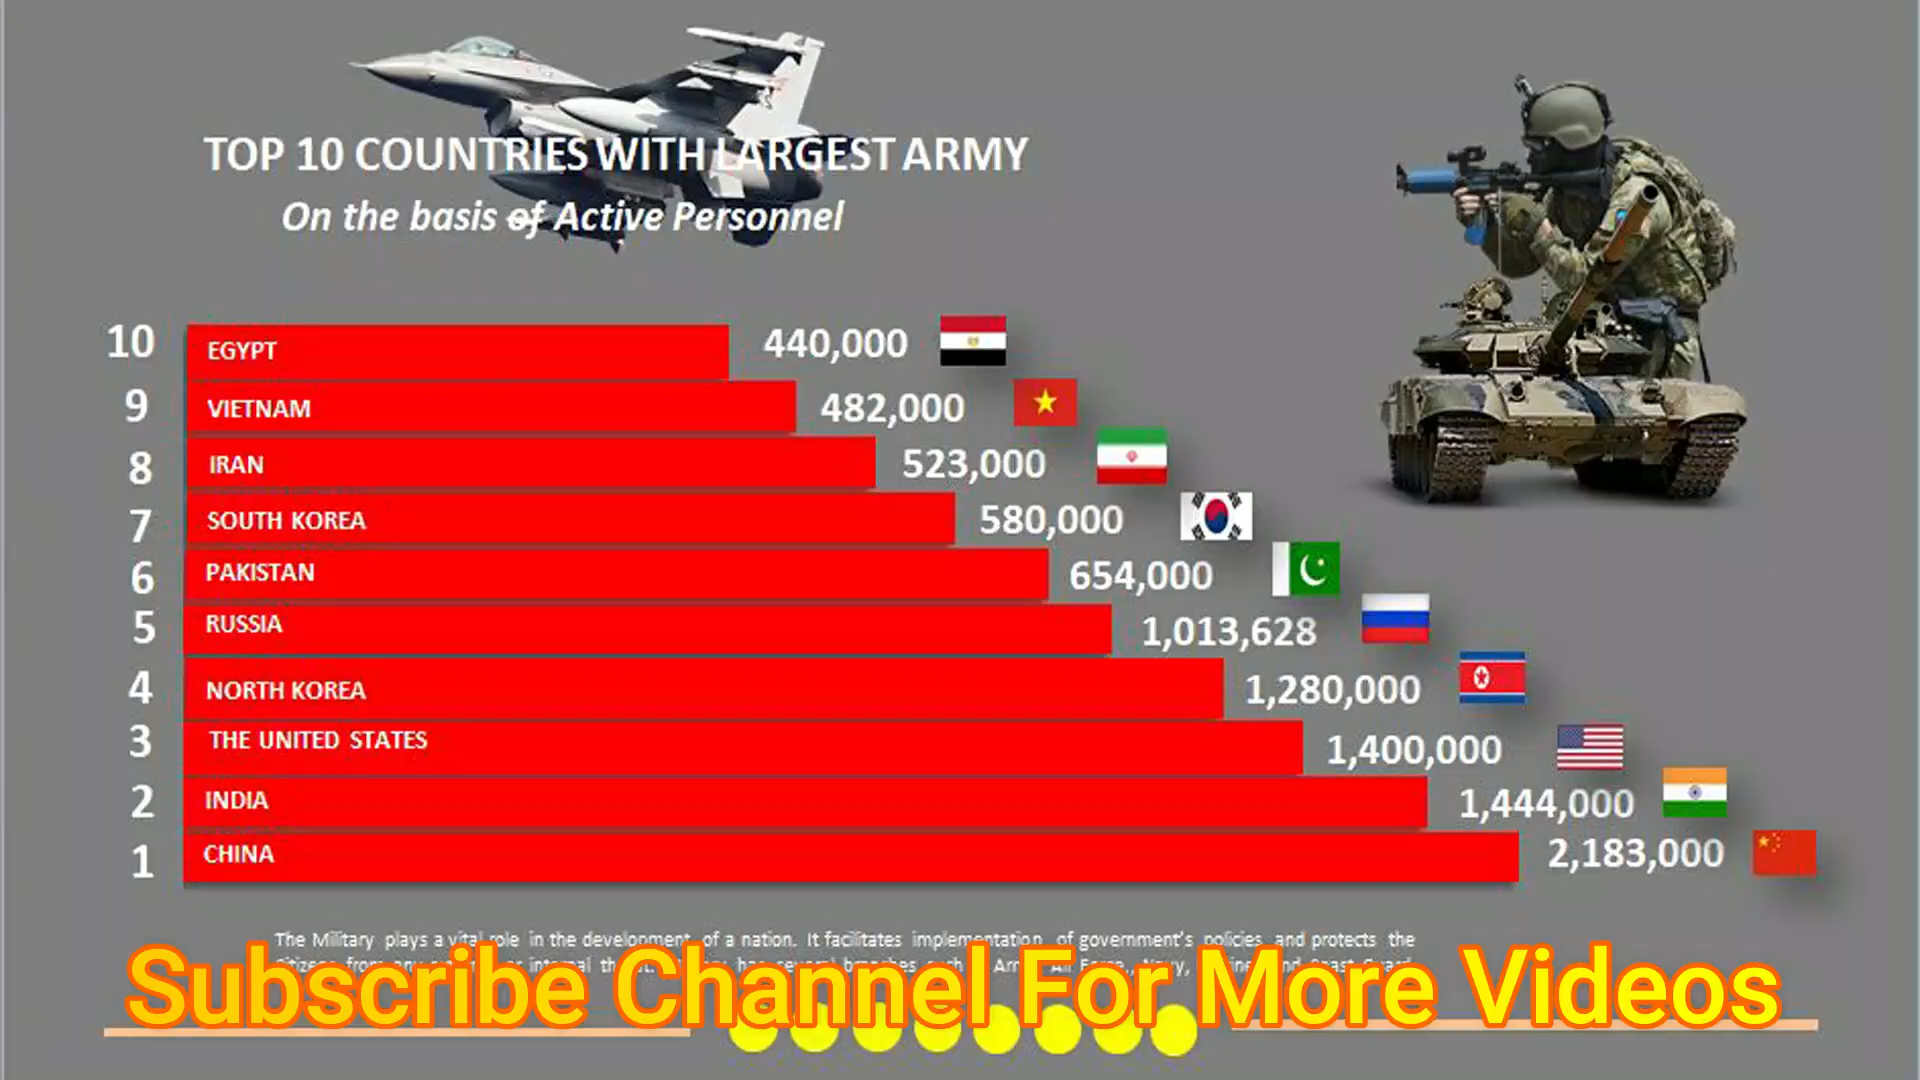 TOP 10 COUNTRIES WITH LARGEST ARMY
On the basis of Active Personnel
10 EGYPT 440,000
9 VIETNAM 482,000
8 IRAN 523,000
7 SOUTH KOREA 580,000
6 PAKISTAN 654,000
5 RUSSIA 1,013,628
4 NORTH KOREA 1,280,000
3 THE UNITED STATES 1,400,000
2 INDIA 1,444,000
1 CHINA 2,183,000
The Military plays a vital role in the development of a nation. It facilitates implementation of government's policies and protects the
Subscribe Channel For More Videos